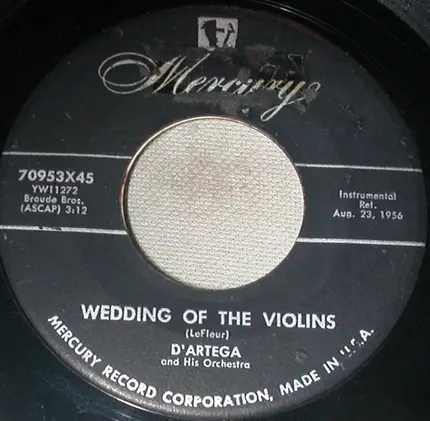 Mercury
70953X45
YW11272
Broude Bros.
(ASCAP) 3:12
Instrumental
Rel.
Aug. 23, 1956
WEDDING OF THE VIOLINS
(LeFleur)
D'ARTEGA
and His Orchestra
MERCURY RECORD CORPORATION, MADE IN U.S.A.